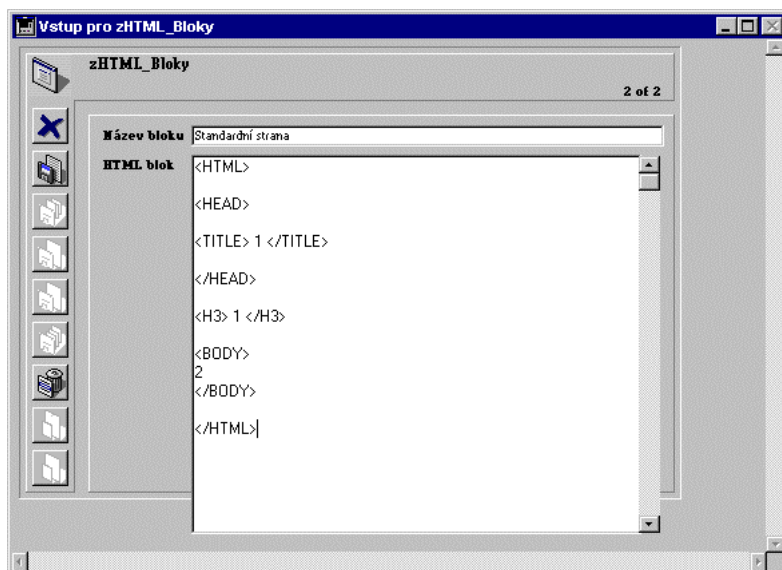 Vstup pro zHTML_Bloky
zHTML_Bloky
2 of 2
Název bloku Standardní strana
HTML blok
<HTML>
<HEAD>
<TITLE> 1 </TITLE>
</HEAD>
<H3> 1 </H3>
<BODY>
2
</BODY>
</HTML>